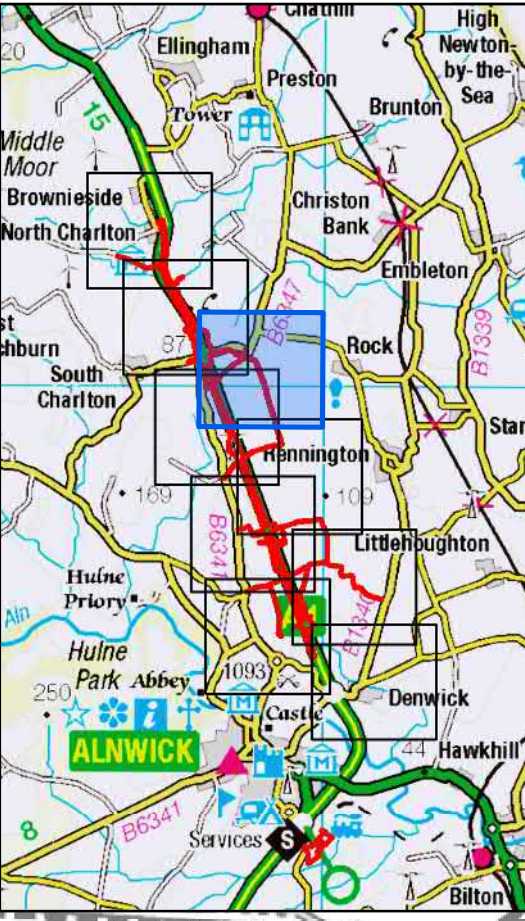 Chathill
20
Ellingham
High
Newton-
by-the-
Sea
Preston
15
Tower
Brunton
Middle
Moor
Brownieside
Christon
Bank
North Charlton
Embleton
B6347
B1339
87
Rock
chburn
South
Charlton
Rennington
169
109
B6341
Littlehoughton
Hulne
Priory
Aln
A1
B1340
Hulne
Park
Abbey
1093
250
Castle
Denwick
ALNWICK
44
Hawkhill
B6341
8
Services
S
Bilton